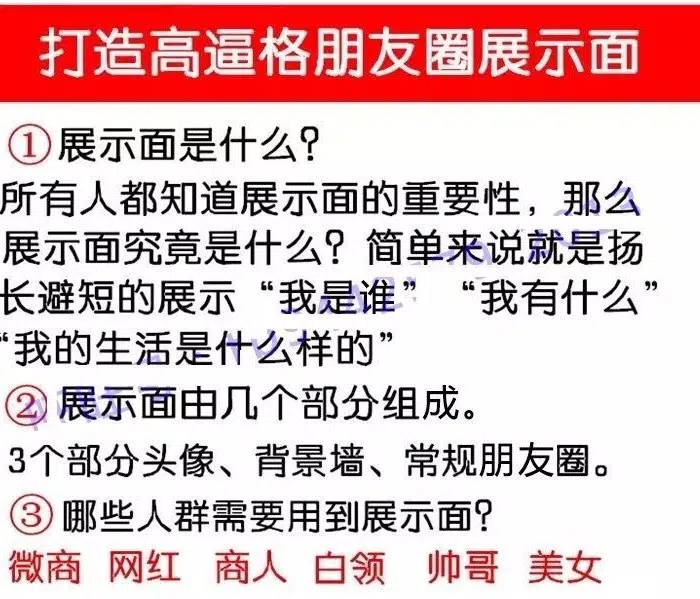 打造高逼格朋友圈展示面
①展示面是什么?
所有人都知道展示面的重要性，那么
展示面究竟是什么？简单来说就是扬
长避短的展示“我是谁”“我有什么”
“我的生活是什么样的”
②展示面由几个部分组成。
3个部分头像、背景墙、常规朋友圈。
③哪些人群需要用到展示面?
微商 网红 商人 白领 帅哥 美女